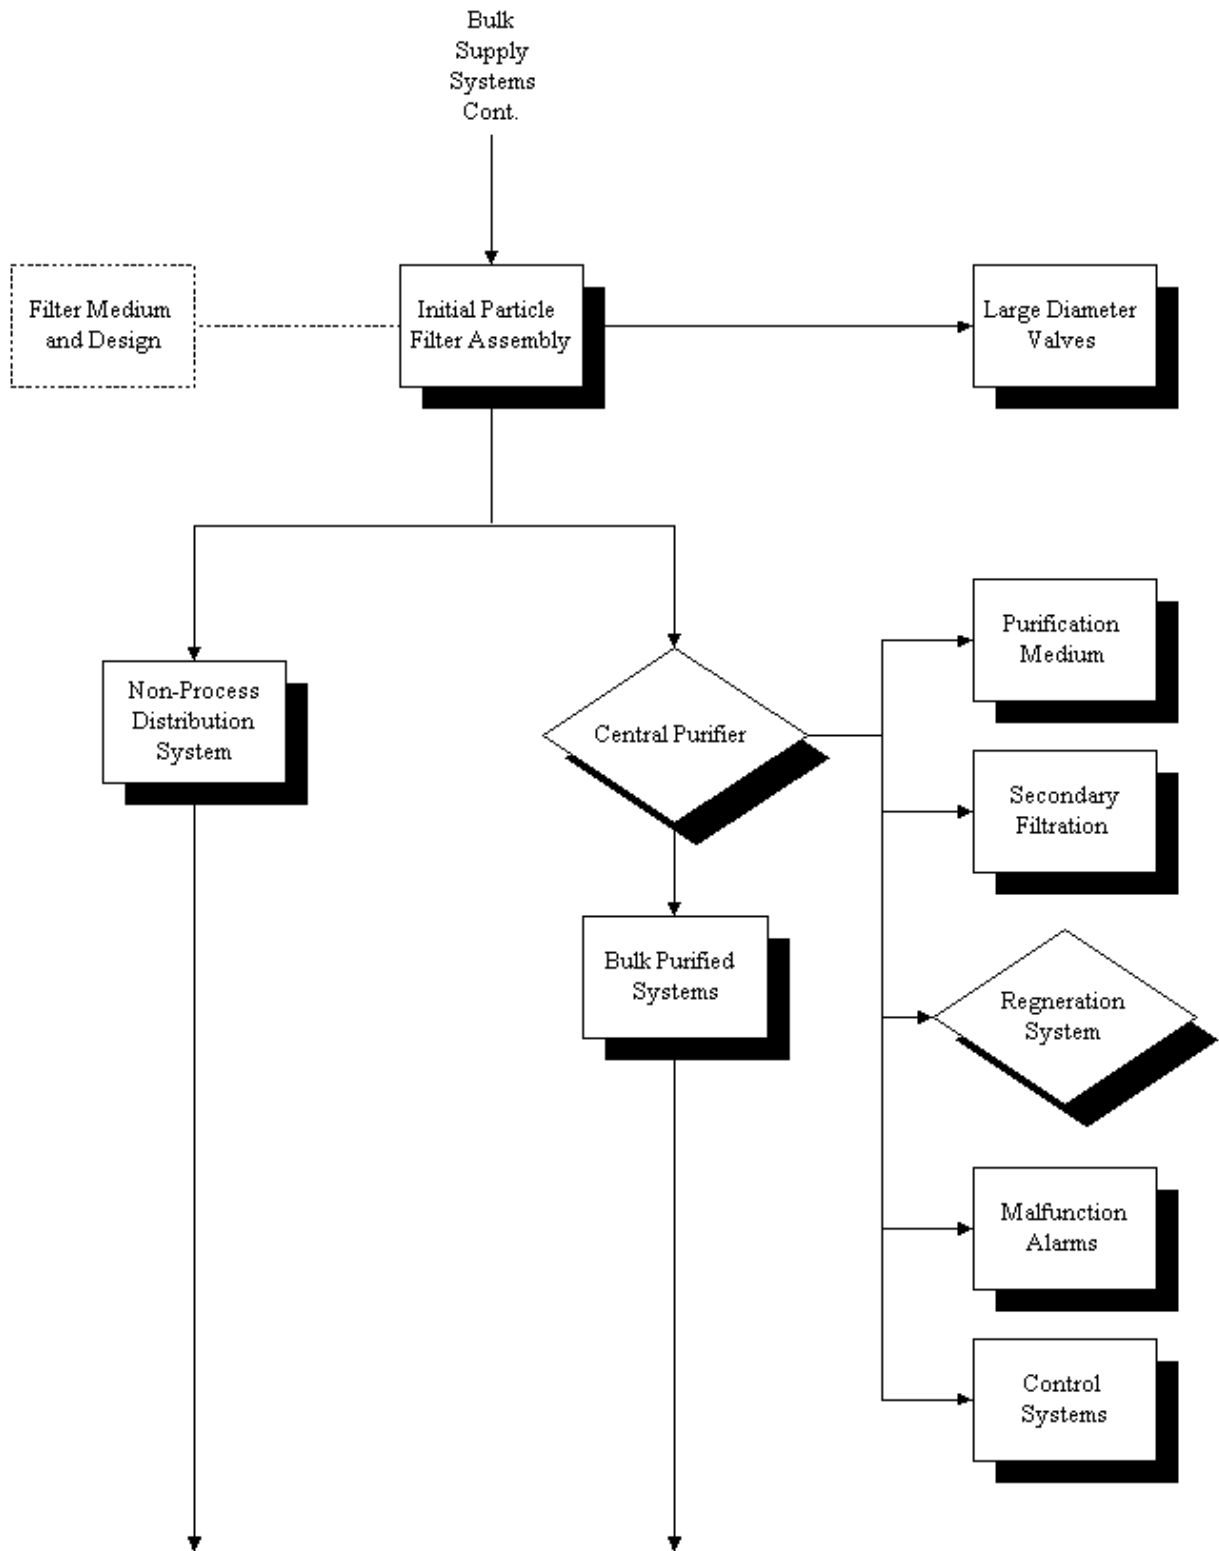 Bulk
Supply
Systems
Cont.
Filter Medium
and Design
Initial Particle
Filter Assembly
Large Diameter
Valves
Non-Process
Distribution
System
Central Purifier
Purification
Medium
Secondary
Filtration
Bulk Purified
Systems
Regneration
System
Malfunction
Alarms
Control
Systems